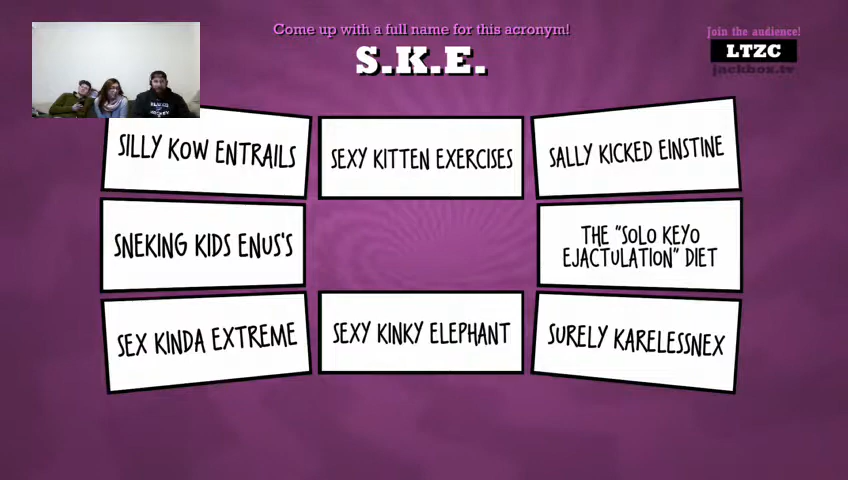 Come up with a full name for this acronym!
S.K.E.
Join the audience!
LTZC
jackbox.tv
SILLY KOW ENTRAILS
SEXY KITTEN EXERCISES
SALLY KICKED EINSTINE
SNEKING KIDS ENUS'S
THE "SOLO KEYO
EJACTULATION" DIET
SEX KINDA EXTREME
SEXY KINKY ELEPHANT
SURELY KARELESSNEX